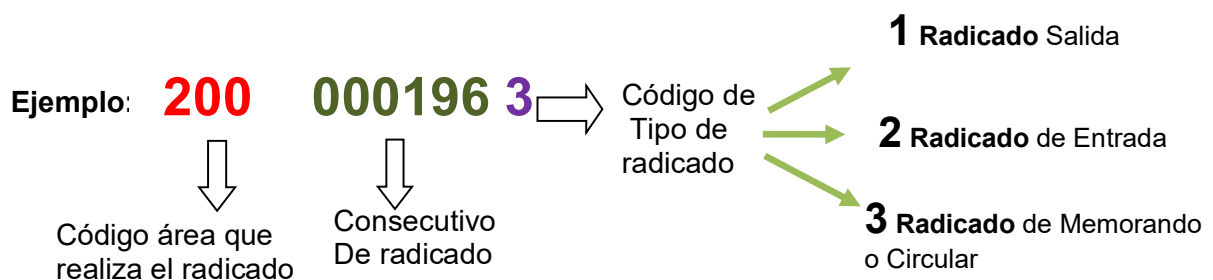 Ejemplo: 200 000196 3
Código área que
realiza el radicado
Consecutivo
De radicado
Código de
Tipo de
radicado
1 Radicado Salida
2 Radicado de Entrada
3 Radicado de Memorando
o Circular